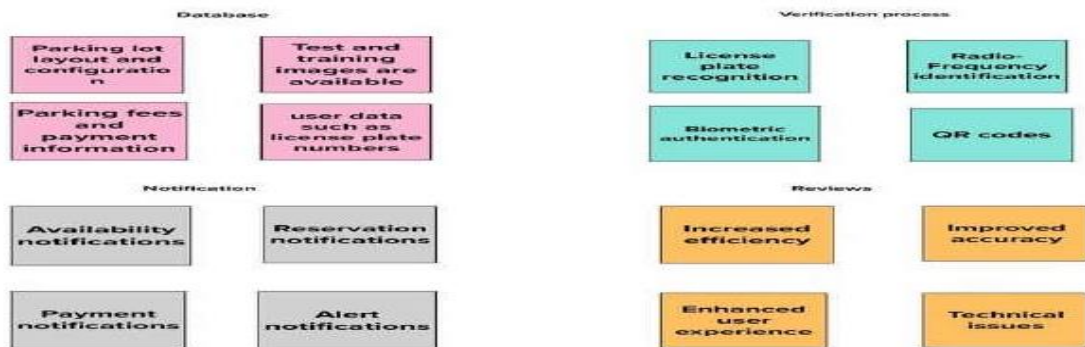 Database
Parking lot
layout and
configuratio
n
Test and
training
images are
available
Parking fees
and
payment
information
user data
such as
license plate
numbers
Verification process
License
plate
recognition
Radio-
Frequency
identification
Biometric
authentication
QR codes
Notification
Availability
notifications
Reservation
notifications
Payment
notifications
Alert
notifications
Reviews
Increased
efficiency
Improved
accuracy
Enhanced
user
experience
Technical
issues